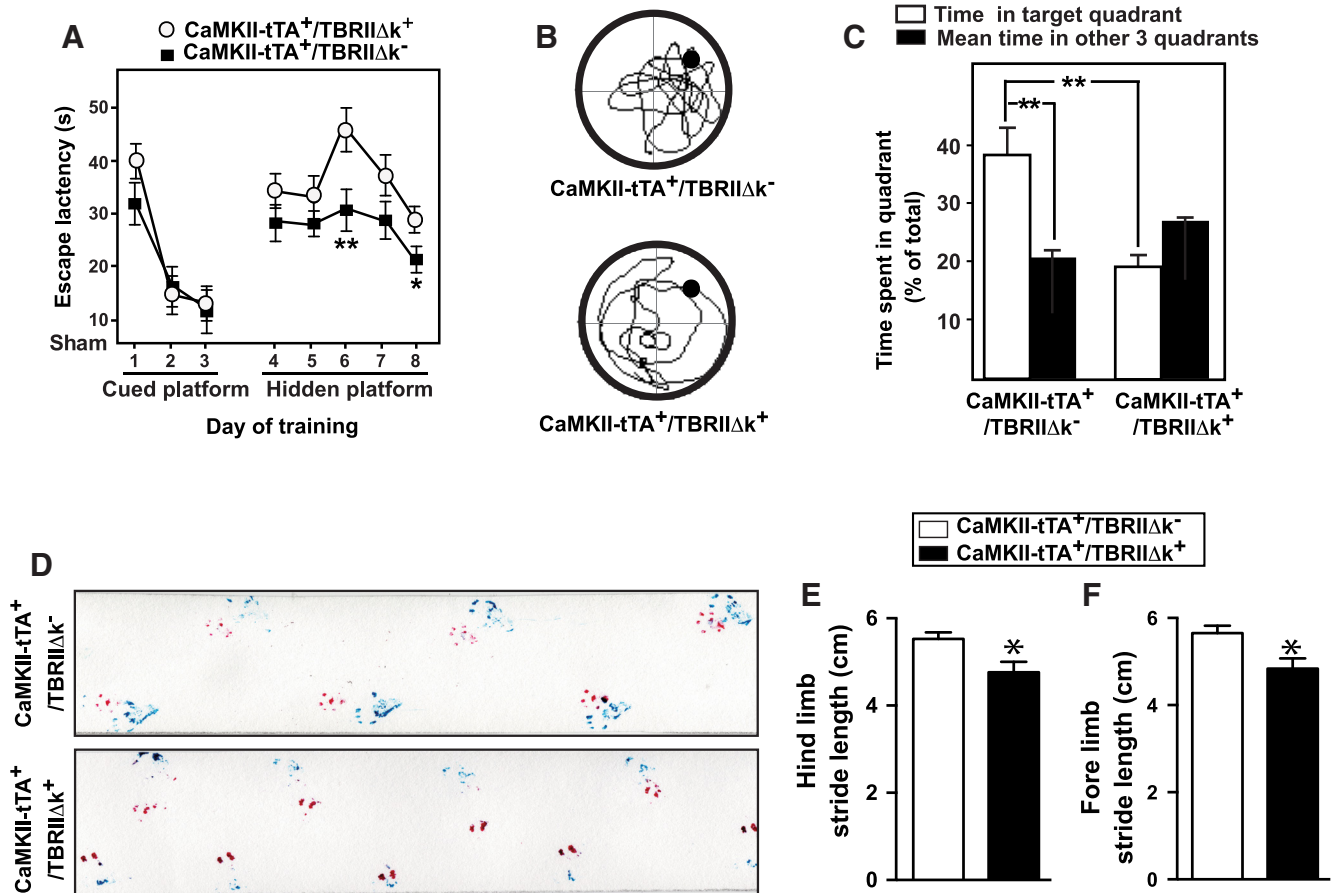 A
CaMKII-tTA+/TBRIIΔk+
CaMKII-tTA+/TBRIIΔk-
Escape lactency (s)
50
40
30
20
10
Sham
**
*
1 2 3 4 5 6 7 8
Cued platform Hidden platform
Day of training
B
CaMKII-tTA+/TBRIIΔk-
CaMKII-tTA+/TBRIIΔk+
C
Time in target quadrant
Mean time in other 3 quadrants
Time spent in quadrant
(% of total)
40
30
20
10
**
**
CaMKII-tTA+
/TBRIIΔk-
CaMKII-tTA+
/TBRIIΔk+
D
CaMKII-tTA+
/TBRIIΔk-
CaMKII-tTA+
/TBRIIΔk+
CaMKII-tTA+/TBRIIΔk-
CaMKII-tTA+/TBRIIΔk+
E
Hind limb
stride length (cm)
6
4
2
0
*
F
Fore limb
stride length (cm)
6
4
2
0
*